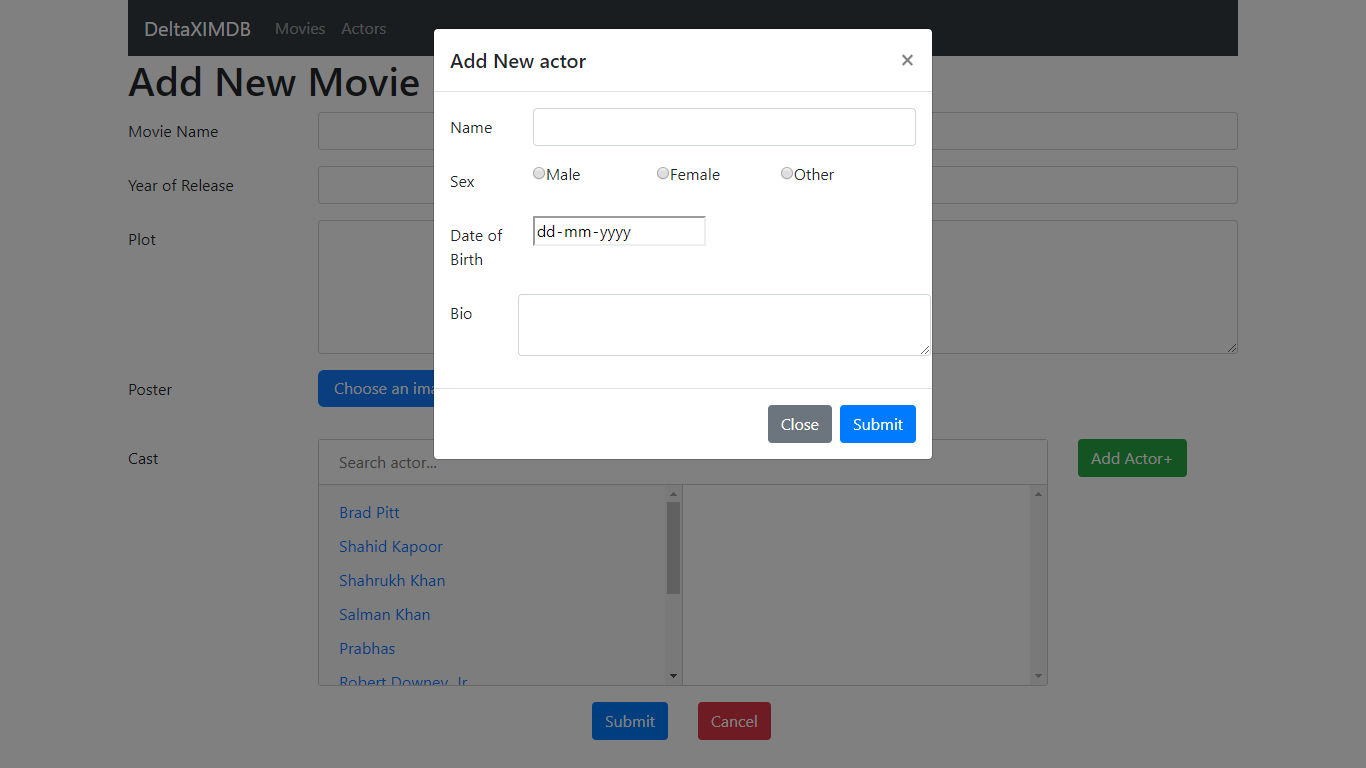 DeltaXIMDB Movies Actors
Add New Movie
Movie Name
Year of Release
Plot
Poster
Choose an
Cast
Search actor...
Add Actor+
Brad Pitt
Shahid Kapoor
Shahrukh Khan
Salman Khan
Prabhas
Robert Downey Jr
Submit Cancel
Add New actor ×
Name
Sex
Male Female Other
Date of
Birth
dd-mm-yyyy
Bio
Close Submit